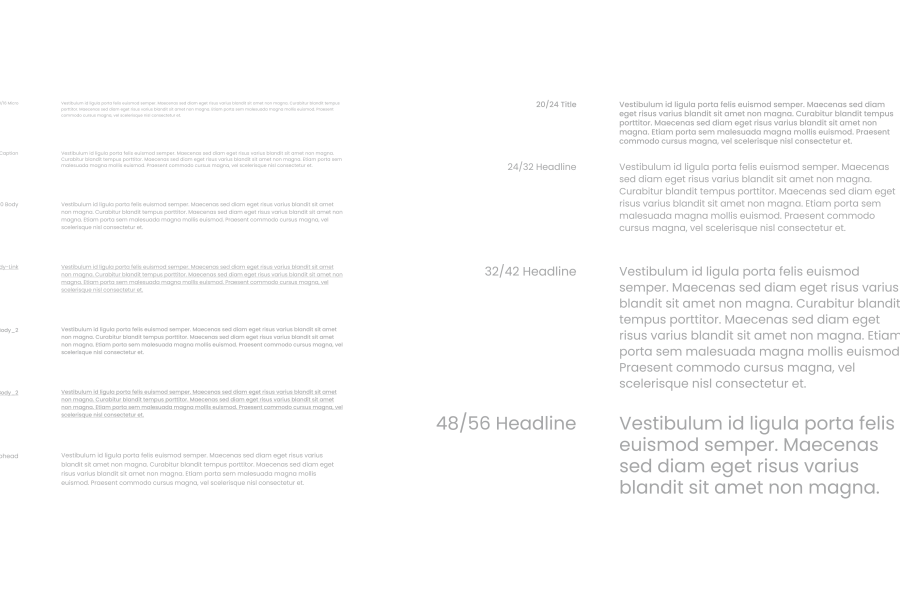 Micro
Vestibulum id ligula porta felis euismod semper. Maecenas sed diam eget risus varius blandit sit amet non magna. Curabitur blandit tempus
porttitor. Maecenas sed diam eget risus varius blandit sit amet non magna. Etiam porta sem malesuada magna mollis euismod. Praesent
commodo cursus magna, vel scelerisque nisl consectetur et.
Caption
Vestibulum id ligula porta felis euismod semper. Maecenas sed diam eget risus varius blandit sit amet non magna.
Curabitur blandit tempus porttitor. Maecenas sed diam eget risus varius blandit sit amet non magna. Etiam porta sem
malesuada magna mollis euismod. Praesent commodo cursus magna, vel scelerisque nisl consectetur et.
Body
Vestibulum id ligula porta felis euismod semper. Maecenas sed diam eget risus varius blandit sit amet
non magna. Curabitur blandit tempus porttitor. Maecenas sed diam eget risus varius blandit sit amet non
magna. Etiam porta sem malesuada magna mollis euismod. Praesent commodo cursus magna, vel
scelerisque nisl consectetur et.
dy-Link
Vestibulum id ligula porta felis euismod semper. Maecenas sed diam eget risus varius blandit sit amet
non magna. Curabitur blandit tempus porttitor. Maecenas sed diam eget risus varius blandit sit amet non
magna. Etiam porta sem malesuada magna mollis euismod. Praesent commodo cursus magna, vel
scelerisque nisl consectetur et.
ody_2
Vestibulum id ligula porta felis euismod semper. Maecenas sed diam eget risus varius blandit sit amet
non magna. Curabitur blandit tempus porttitor. Maecenas sed diam eget risus varius blandit sit amet non
magna. Etiam porta sem malesuada magna mollis euismod. Praesent commodo cursus magna, vel
scelerisque nisl consectetur et.
ody_2
Vestibulum id ligula porta felis euismod semper. Maecenas sed diam eget risus varius blandit sit amet
non magna. Curabitur blandit tempus porttitor. Maecenas sed diam eget risus varius blandit sit amet non
magna. Etiam porta sem malesuada magna mollis euismod. Praesent commodo cursus magna, vel
scelerisque nisl consectetur et.
bhead
Vestibulum id ligula porta felis euismod semper. Maecenas sed diam eget risus varius
blandit sit amet non magna. Curabitur blandit tempus porttitor. Maecenas sed diam eget
risus varius blandit sit amet non magna. Etiam porta sem malesuada magna mollis
euismod. Praesent commodo cursus magna, vel scelerisque nisl consectetur et.
20/24 Title
Vestibulum id ligula porta felis euismod semper. Maecenas sed diam
eget risus varius blandit sit amet non magna. Curabitur blandit tempus
porttitor. Maecenas sed diam eget risus varius blandit sit amet non
magna. Etiam porta sem malesuada magna mollis euismod. Praesent
commodo cursus magna, vel scelerisque nisl consectetur et.
24/32 Headline
Vestibulum id ligula porta felis euismod semper. Maecenas
sed diam eget risus varius blandit sit amet non magna.
Curabitur blandit tempus porttitor. Maecenas sed diam eget
risus varius blandit sit amet non magna. Etiam porta sem
malesuada magna mollis euismod. Praesent commodo
cursus magna, vel scelerisque nisl consectetur et.
32/42 Headline
Vestibulum id ligula porta felis euismod
semper. Maecenas sed diam eget risus varius
blandit sit amet non magna. Curabitur blandit
tempus porttitor. Maecenas sed diam eget
risus varius blandit sit amet non magna. Etiam
porta sem malesuada magna mollis euismod
Praesent commodo cursus magna, vel
scelerisque nisl consectetur et.
48/56 Headline
Vestibulum id ligula porta felis
euismod semper. Maecenas
sed diam eget risus varius
blandit sit amet non magna.